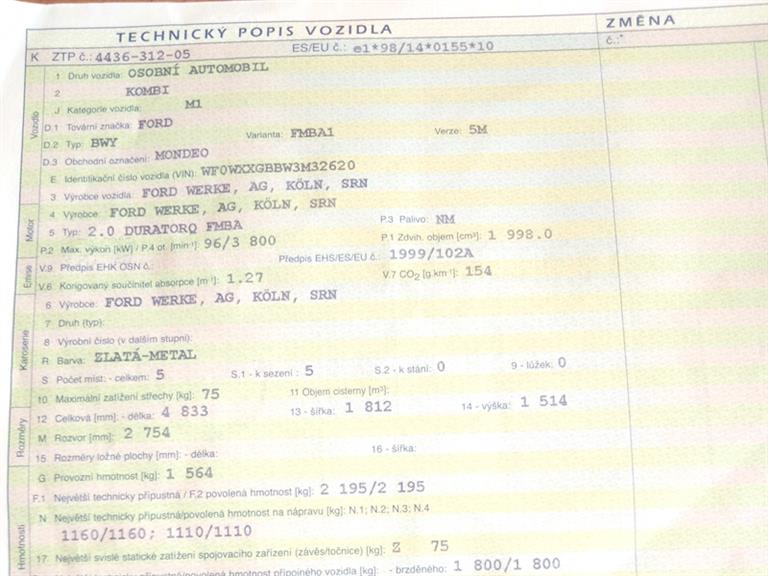 TECHNICKÝ POPIS VOZIDLA
ZMĚNA
K ZTP č.: 4436-312-05 ES/EU č.: e1*98/14*0155*10 č.:
Vozidlo
1 Druh vozidla: OSOBNÍ AUTOMOBIL
2 KOMBI
J Kategorie vozidla: M1
D.1 Tovární značka: FORD
D.2 Typ: BWY Varianta: FMBA1 Verze: 5M
D.3 Obchodní označení: MONDEO
E Identifikační číslo vozidla (VIN): WF0WXXGBBW3M32620
3 Výrobce vozidla: FORD WERKE, AG, KÖLN, SRN
Motor
4 Výrobce: FORD WERKE, AG, KÖLN, SRN
5 Typ: 2.0 DURATORQ FMBA P.3 Palivo: NM
P.2 Max. výkon [kW] / P.4 ot. [min⁻¹]: 96/3 800 P.1 Zdvih. objem [cm³]: 1 998.0
Emise
V.9 Předpis EHK OSN č.: Předpis EHS/ES/EU č.: 1999/102A
V.6 Korigovaný součinitel absorpce [m⁻¹]: 1.27 V.7 CO₂ [g.km⁻¹]: 154
Karoserie
6 Výrobce: FORD WERKE, AG, KÖLN, SRN
7 Druh (typ):
8 Výrobní číslo (v dalším stupni):
R Barva: ZLATÁ-METAL
S Počet míst: - celkem: 5 S.1 - k sezení: 5 S.2 - k stání: 0 9 - lůžek: 0
10 Maximální zatížení střechy [kg]: 75 11 Objem cisterny [m³]:
Rozměry
12 Celková [mm]: - délka: 4 833 13 - šířka: 1 812 14 - výška: 1 514
M Rozvor [mm]: 2 754
15 Rozměry ložné plochy [mm]: - délka: 16 - šířka:
Hmotnosti
G Provozní hmotnost [kg]: 1 564
F.1 Největší technicky přípustná / F.2 povolená hmotnost [kg]: 2 195/2 195
N Největší technicky přípustná/povolená hmotnost na nápravu [kg]: N.1; N.2; N.3; N.4
1160/1160; 1110/1110
17 Největší svislé statické zatížení spojovacího zařízení (závěs/točnice) [kg]: Z 75
přípustná/povolená hmotnost přípojného vozidla [kg]: - brzděného: 1 800/1 800